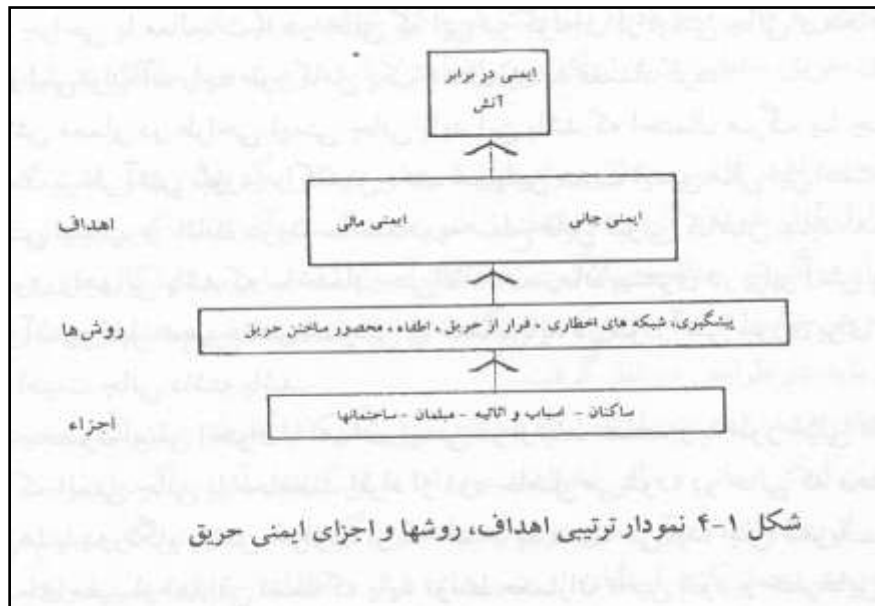 ایمنی در برابر
آتش
اهداف
ایمنی جانی ایمنی مالی
روش‌ها
پیشگیری، شبکه های اخطاری، فرار از حریق، اطفاء، محصور ساختن حریق
اجزاء
ساکنان - اسباب و اثاثیه - مبلمان - ساختمانها
شکل ۱-۴ نمودار ترتیبی اهداف، روشها و اجزای ایمنی حریق